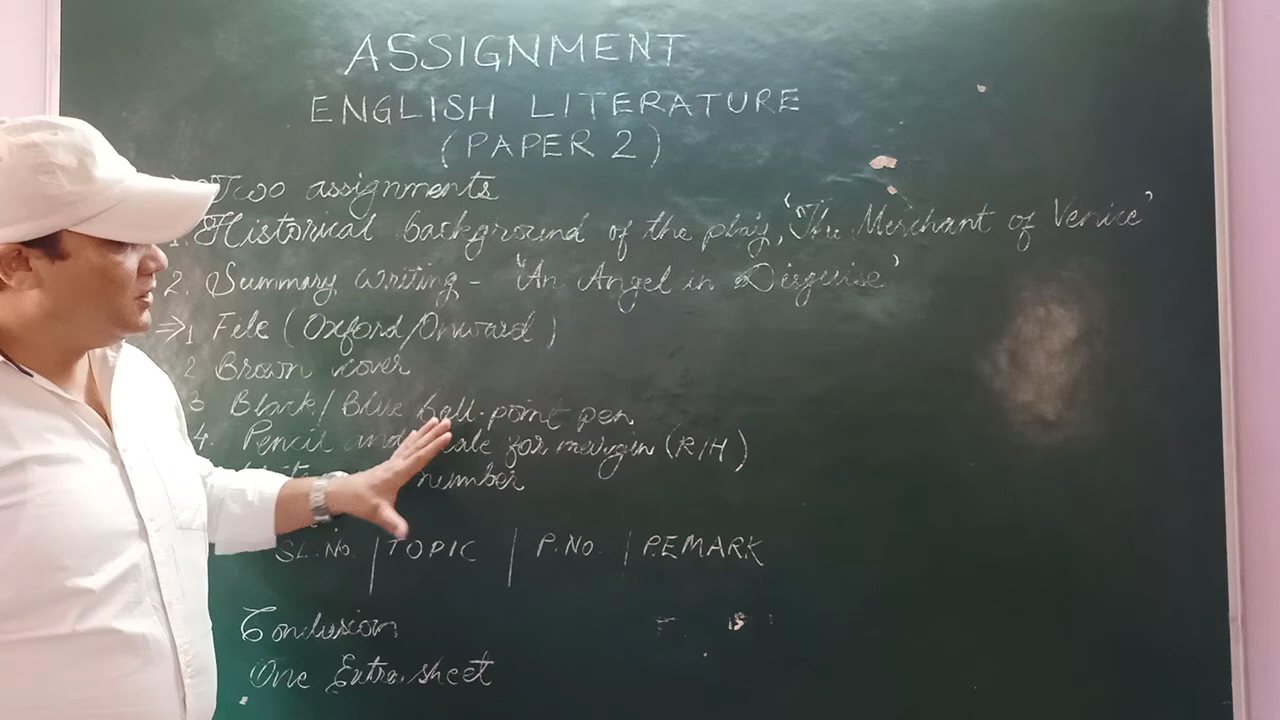 ASSIGNMENT
ENGLISH LITERATURE
(PAPER 2)
Two assignments
1. Historical background of the play, 'The Merchant of Venice'
2. Summary writing - 'An Angel in Disguise'
⇒1 File (Oxford/Onward)
2 Brown cover
3 Black/Blue ball-point pen
4. Pencil and for margin (R/H)
number
SL.No. | TOPIC | P.NO. | REMARK
Conclusion
One Extra sheet